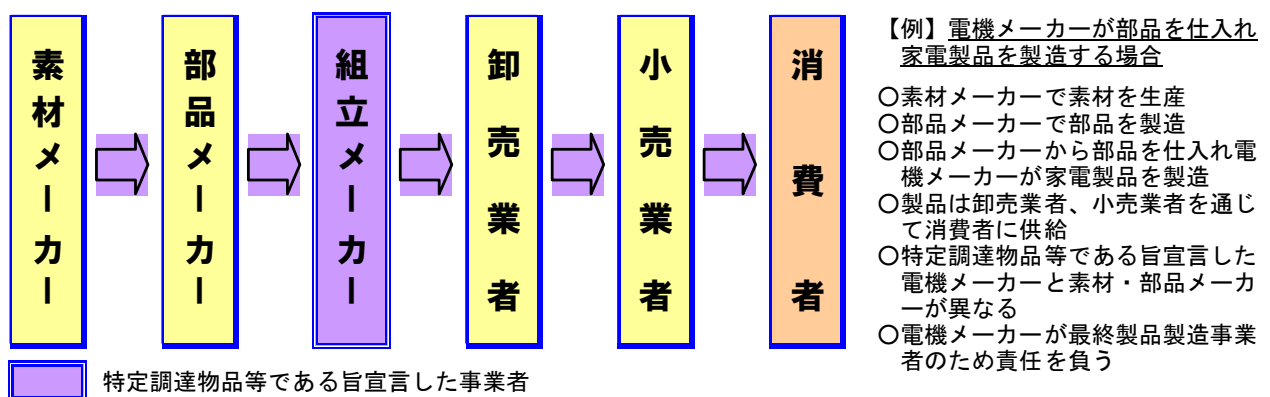 素材メーカー
部品メーカー
組立メーカー
卸売業者
小売業者
消費者
【例】電機メーカーが部品を仕入れ
家電製品を製造する場合
〇素材メーカーで素材を生産
〇部品メーカーで部品を製造
〇部品メーカーから部品を仕入れ電
機メーカーが家電製品を製造
〇製品は卸売業者、小売業者を通じ
て消費者に供給
〇特定調達物品等である旨宣言した
電機メーカーと素材・部品メーカ
ーが異なる
〇電機メーカーが最終製品製造事業
者のため責任を負う
特定調達物品等である旨宣言した事業者